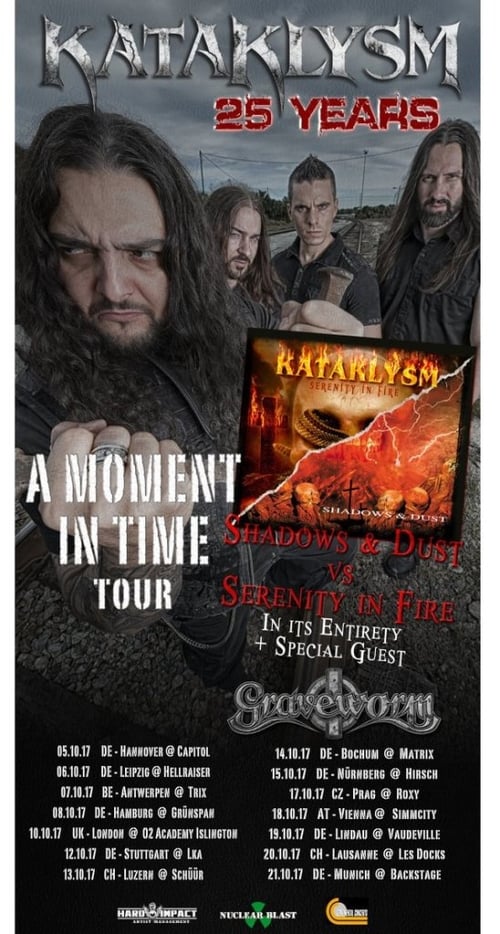 KATAKLYSM
25 YEARS
KATAKLYSM
SERENITY IN FIRE
SHADOWS & DUST
A MOMENT
IN TIME
TOUR
SHADOWS & DUST
VS
SERENITY IN FIRE
IN ITS ENTIRETY
+ SPECIAL GUEST
Graveworm
05.10.17 DE - HANNOVER @ CAPITOL
06.10.17 DE - LEIPZIG @ HELLRAISER
07.10.17 BE - ANTWERPEN @ TRIX
08.10.17 DE - HAMBURG @ GRÜNSPAN
10.10.17 UK - LONDON @ O2 ACADEMY ISLINGTON
12.10.17 DE - STUTTGART @ LKA
13.10.17 CH - LUZERN @ SCHÜÜR
14.10.17 DE - BOCHUM @ MATRIX
15.10.17 DE - NÜRNBERG @ HIRSCH
17.10.17 CZ - PRAG @ ROXY
18.10.17 AT - VIENNA @ SIMMCITY
19.10.17 DE - LINDAU @ VAUDEVILLE
20.10.17 CH - LAUSANNE @ LES DOCKS
21.10.17 DE - MUNICH @ BACKSTAGE
HARD IMPACT
ARTIST MANAGEMENT
NUCLEAR BLAST